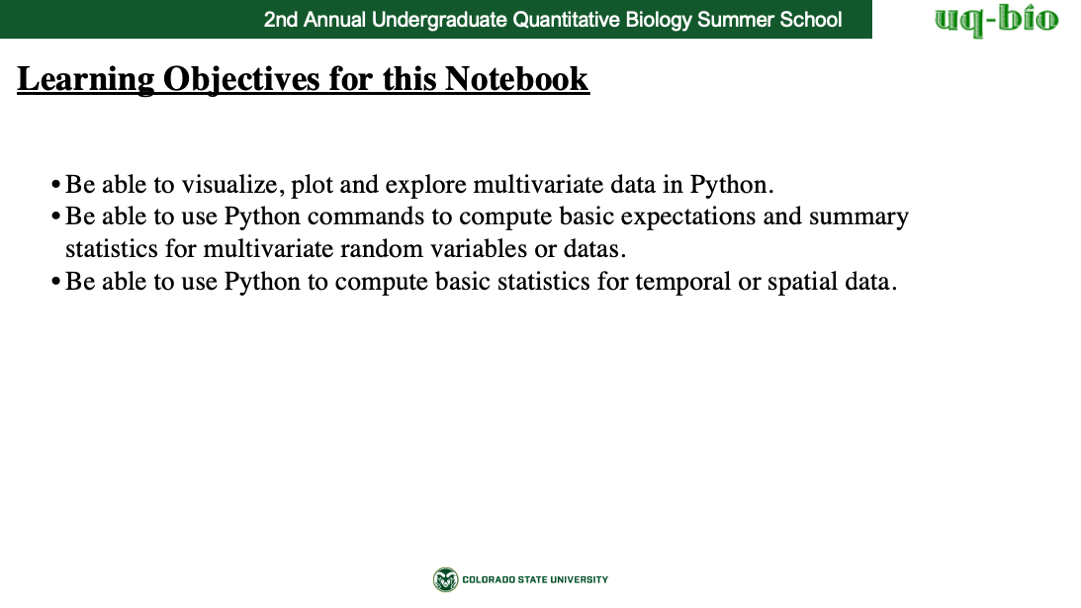 2nd Annual Undergraduate Quantitative Biology Summer School
uq-bio
Learning Objectives for this Notebook
• Be able to visualize, plot and explore multivariate data in Python.
• Be able to use Python commands to compute basic expectations and summary
statistics for multivariate random variables or datas.
• Be able to use Python to compute basic statistics for temporal or spatial data.
COLORADO STATE UNIVERSITY